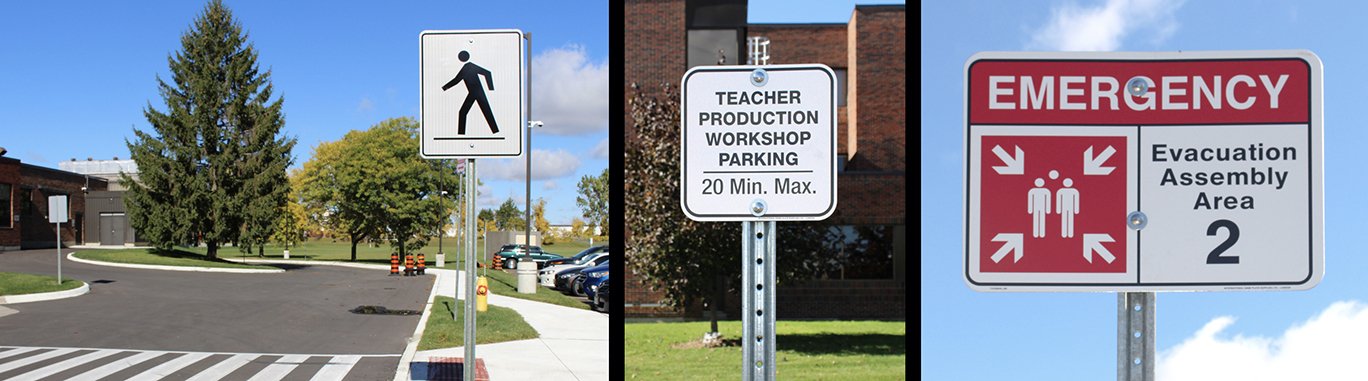 TEACHER
PRODUCTION
WORKSHOP
PARKING
20 Min. Max.
EMERGENCY
Evacuation
Assembly
Area
2